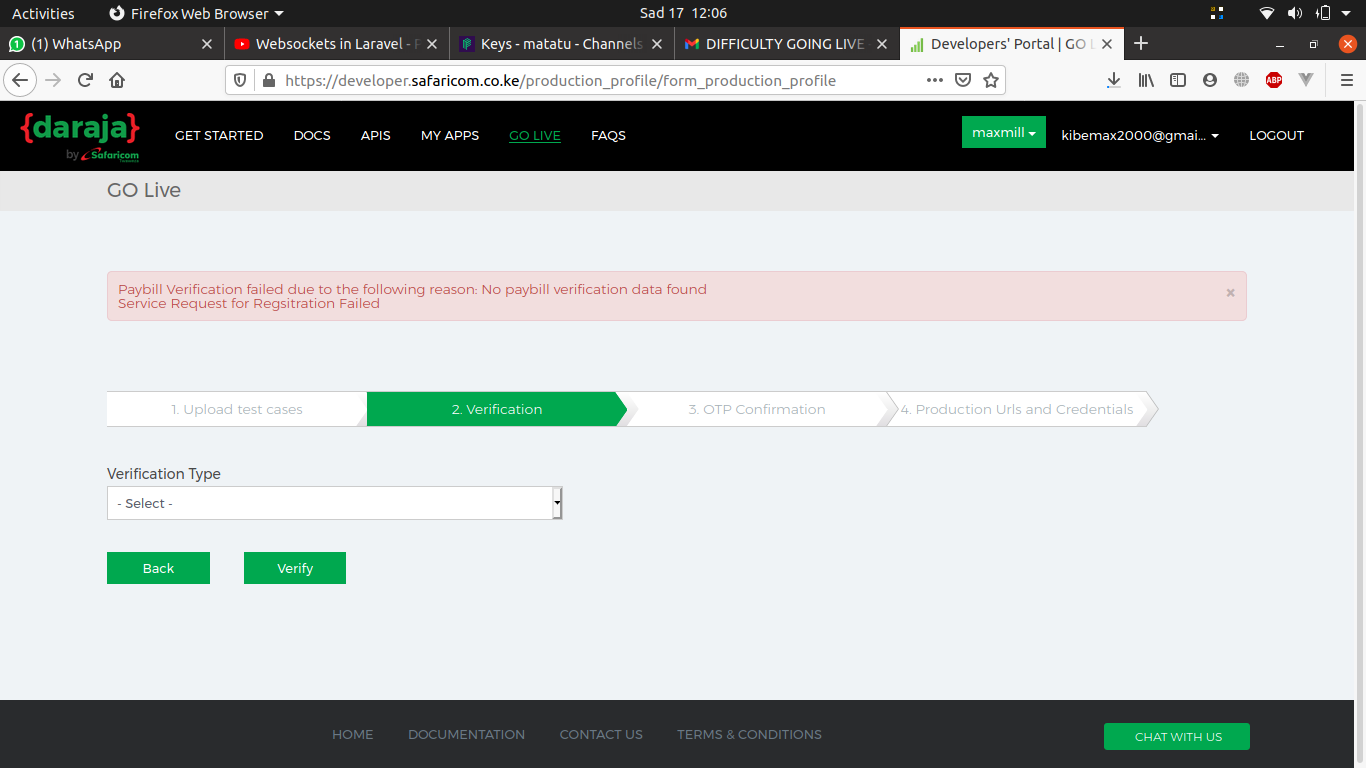 Activities
Firefox Web Browser
Sad 17 12:06
(1) WhatsApp
Websockets in Laravel - P
Keys - matatu - Channels
DIFFICULTY GOING LIVE
Developers' Portal | GO L
https://developer.safaricom.co.ke/production_profile/form_production_profile
ABP
{daraja}
by Safaricom
GET STARTED
DOCS
APIS
MY APPS
GO LIVE
FAQS
maxmill
kibemax2000@gmai...
LOGOUT
GO Live
Paybill Verification failed due to the following reason: No paybill verification data found
Service Request for Regsitration Failed
×
1. Upload test cases
2. Verification
3. OTP Confirmation
4. Production Urls and Credentials
Verification Type
- Select -
Back
Verify
HOME
DOCUMENTATION
CONTACT US
TERMS & CONDITIONS
CHAT WITH US